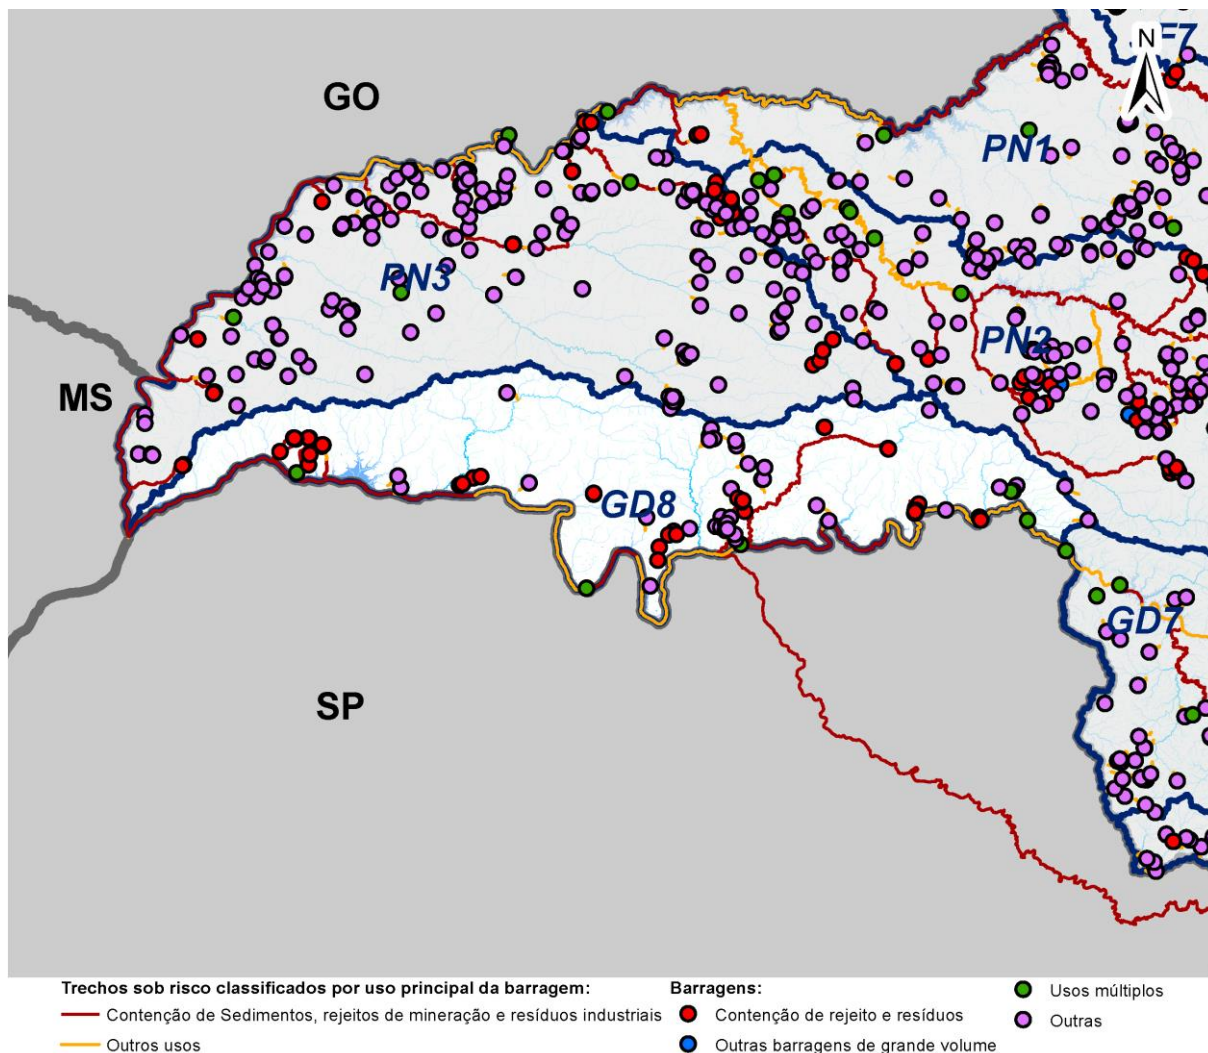 N
GO
PN1
PN3
PN2
MS
GD8
GD7
SP
Trechos sob risco classificados por uso principal da barragem:
Contenção de Sedimentos, rejeitos de mineração e resíduos industriais
Outros usos
Barragens:
Contenção de rejeito e resíduos
Outras barragens de grande volume
Usos múltiplos
Outras